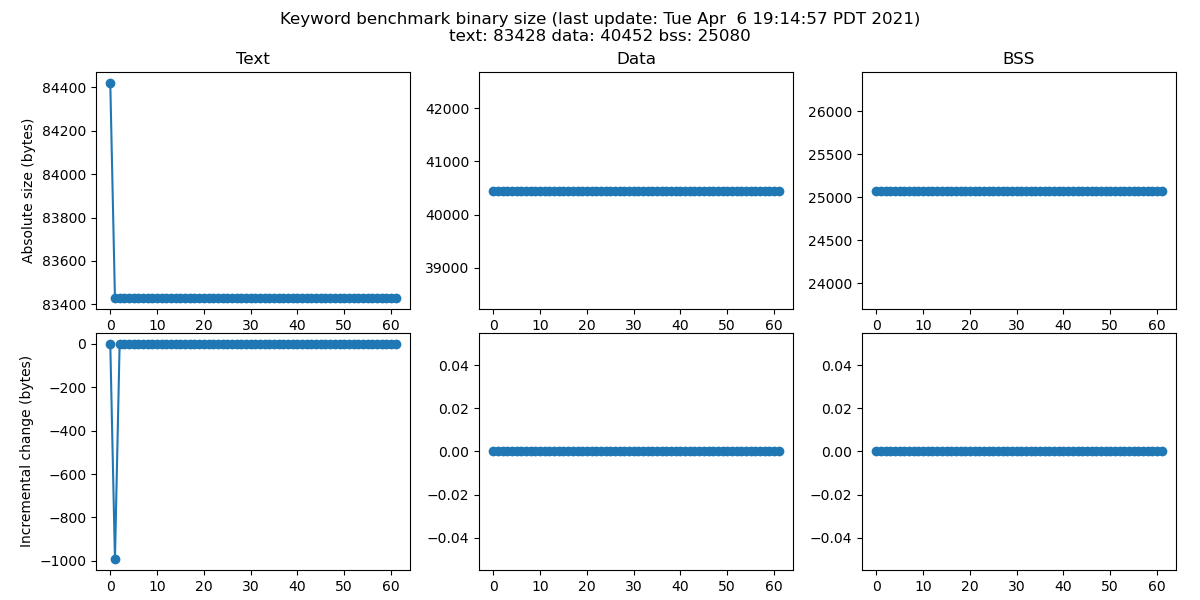 Keyword benchmark binary size (last update: Tue Apr  6 19:14:57 PDT 2021)
text: 83428 data: 40452 bss: 25080
Text
Data
BSS
Absolute size (bytes)
84400
84200
84000
83800
83600
83400
0 10 20 30 40 50 60
42000
41000
40000
39000
0 10 20 30 40 50 60
26000
25500
25000
24500
24000
0 10 20 30 40 50 60
Incremental change (bytes)
0
−200
−400
−600
−800
−1000
0 10 20 30 40 50 60
0.04
0.02
0.00
−0.02
−0.04
0 10 20 30 40 50 60
0.04
0.02
0.00
−0.02
−0.04
0 10 20 30 40 50 60